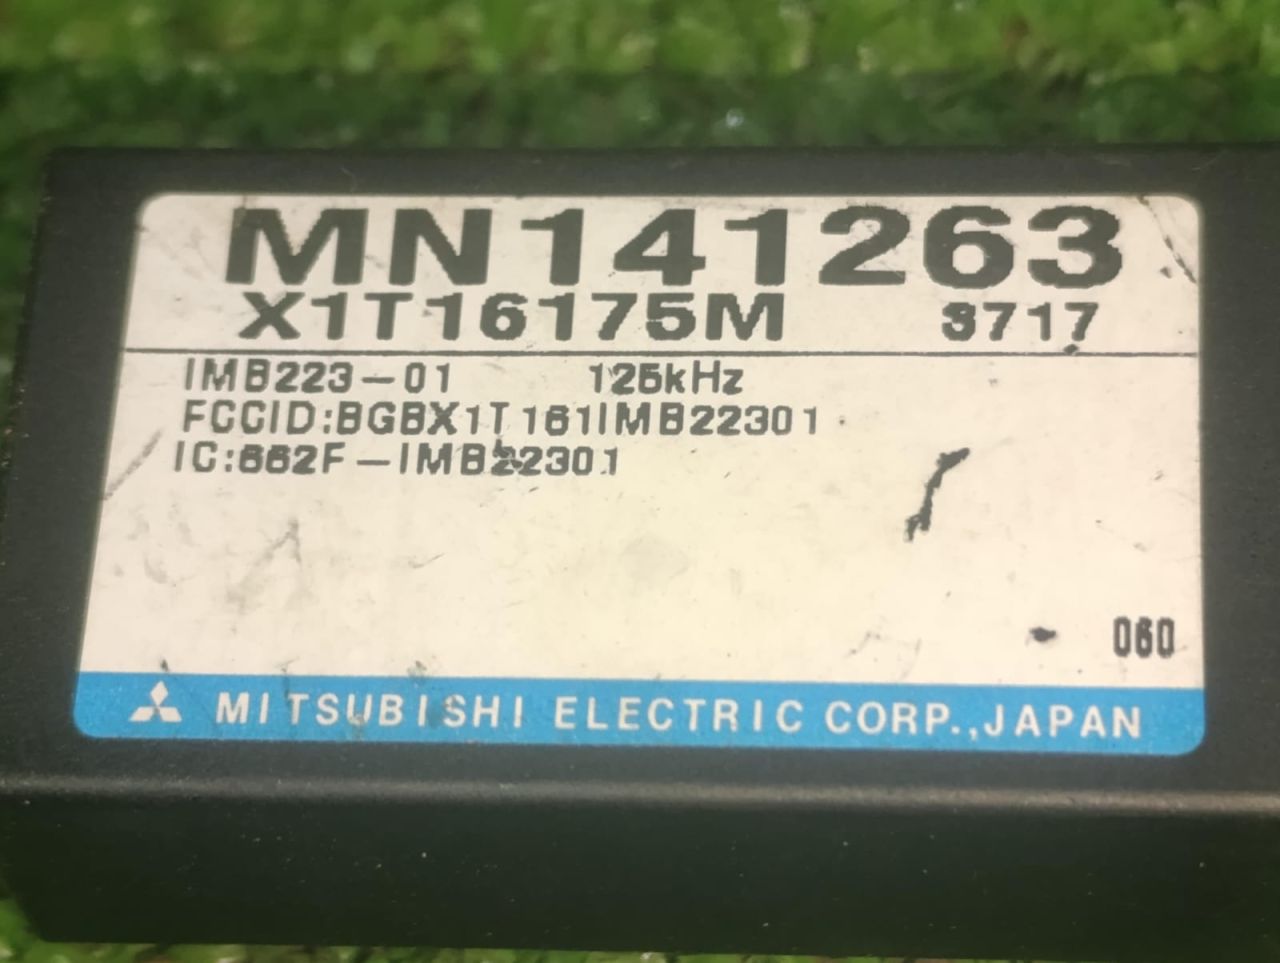 MN141263
X1T16175M 3717
IMB223-01 125kHz
FCCID:BGBX1T161IMB22301
IC:662F-IMB22301
060
MITSUBISHI ELECTRIC CORP.,JAPAN